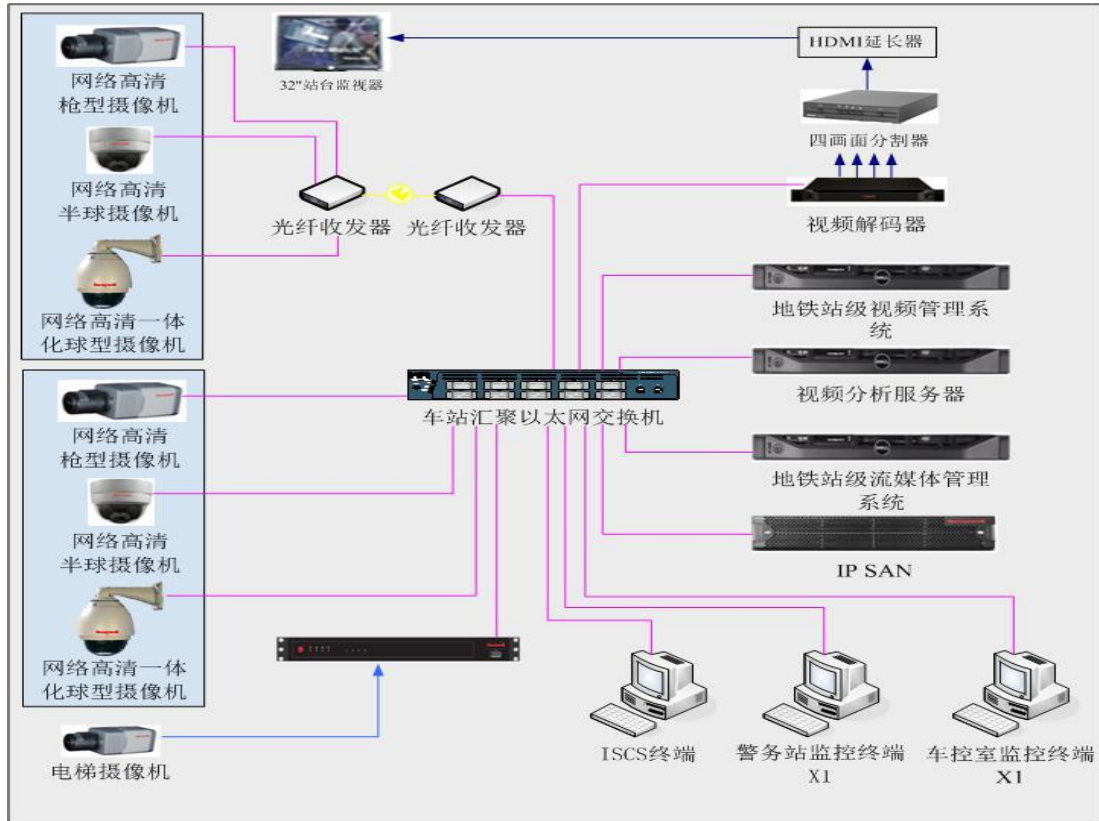 网络高清
枪型摄像机
网络高清
半球摄像机
网络高清一体
化球型摄像机
32"站台监视器
HDMI延长器
四画面分割器
视频解码器
光纤收发器
光纤收发器
地铁站级视频管理系
统
视频分析服务器
地铁站级流媒体管理
系统
IP SAN
车站汇聚以太网交换机
网络高清
枪型摄像机
网络高清
半球摄像机
网络高清一体
化球型摄像机
电梯摄像机
ISCS终端
警务站监控终端
X1
车控室监控终端
X1